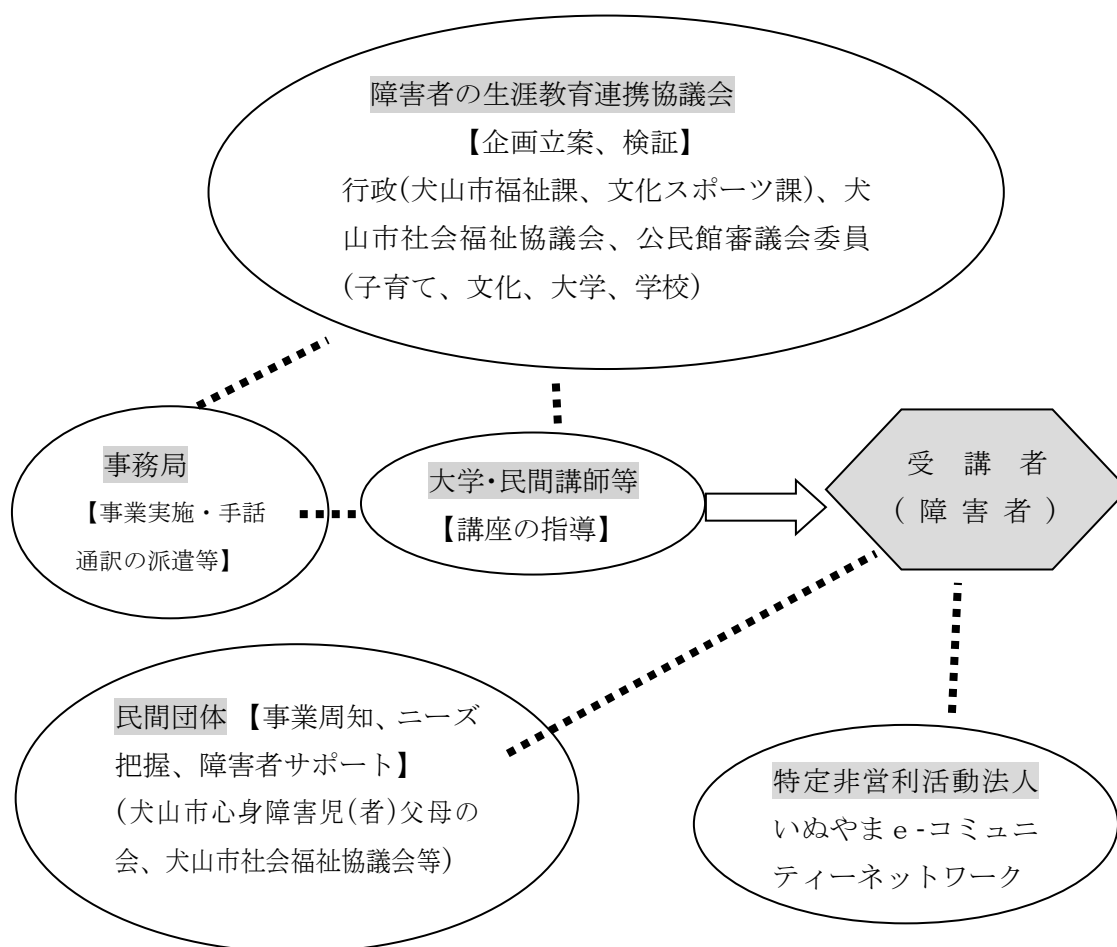 障害者の生涯教育連携協議会
【企画立案、検証】
行政(犬山市福祉課、文化スポーツ課)、犬
山市社会福祉協議会、公民館審議会委員
(子育て、文化、大学、学校)
事務局
【事業実施・手話
通訳の派遣等】
大学・民間講師等
【講座の指導】
受講者
(障害者)
民間団体【事業周知、ニーズ
把握、障害者サポート】
(犬山市心身障害児(者)父母の
会、犬山市社会福祉協議会等)
特定非営利活動法人
いぬやまe-コミュニ
ティーネットワーク